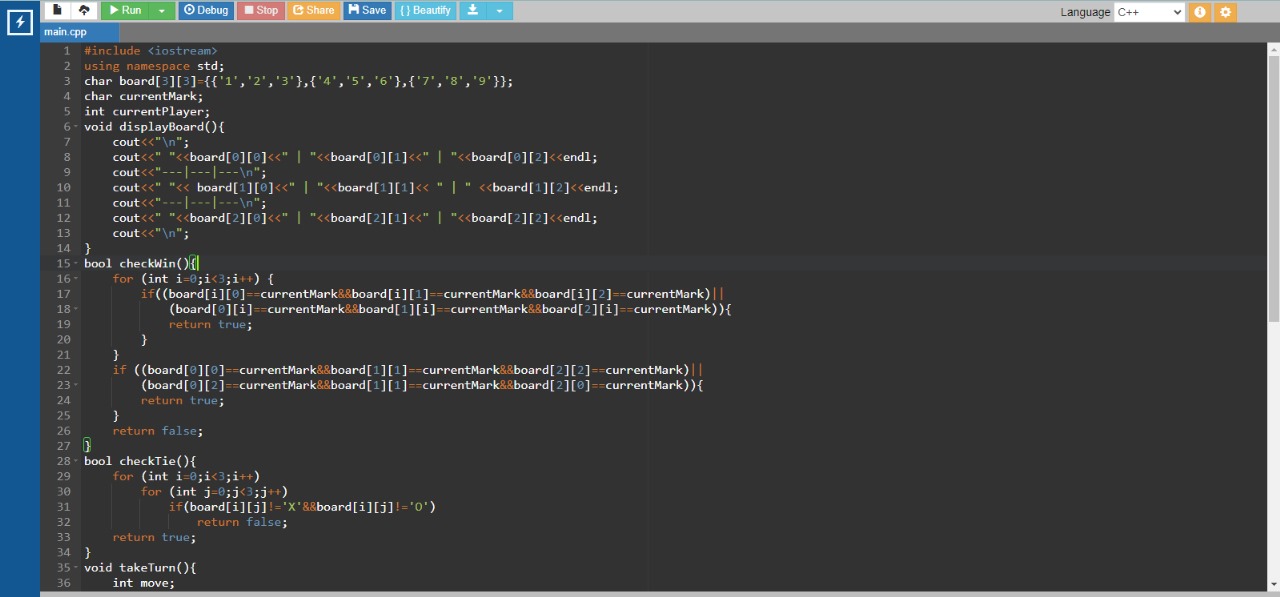 Run Debug Stop Share Save { } Beautify Language C++
main.cpp
1 #include <iostream>
2 using namespace std;
3 char board[3][3]={{'1','2','3'},{'4','5','6'},{'7','8','9'}};
4 char currentMark;
5 int currentPlayer;
6 void displayBoard(){
7     cout<<"\n";
8     cout<<" "<<board[0][0]<<" | "<<board[0][1]<<" | "<<board[0][2]<<endl;
9     cout<<"---|---|---\n";
10     cout<<" "<< board[1][0]<<" | "<<board[1][1]<< " | " <<board[1][2]<<endl;
11     cout<<"---|---|---\n";
12     cout<<" "<<board[2][0]<<" | "<<board[2][1]<<" | "<<board[2][2]<<endl;
13     cout<<"\n";
14 }
15 bool checkWin(){
16     for (int i=0;i<3;i++) {
17         if((board[i][0]==currentMark&&board[i][1]==currentMark&&board[i][2]==currentMark)||
18             (board[0][i]==currentMark&&board[1][i]==currentMark&&board[2][i]==currentMark)){
19             return true;
20         }
21     }
22     if ((board[0][0]==currentMark&&board[1][1]==currentMark&&board[2][2]==currentMark)||
23         (board[0][2]==currentMark&&board[1][1]==currentMark&&board[2][0]==currentMark)){
24         return true;
25     }
26     return false;
27 }
28 bool checkTie(){
29     for (int i=0;i<3;i++)
30         for (int j=0;j<3;j++)
31             if(board[i][j]!='X'&&board[i][j]!='O')
32                 return false;
33     return true;
34 }
35 void takeTurn(){
36     int move;